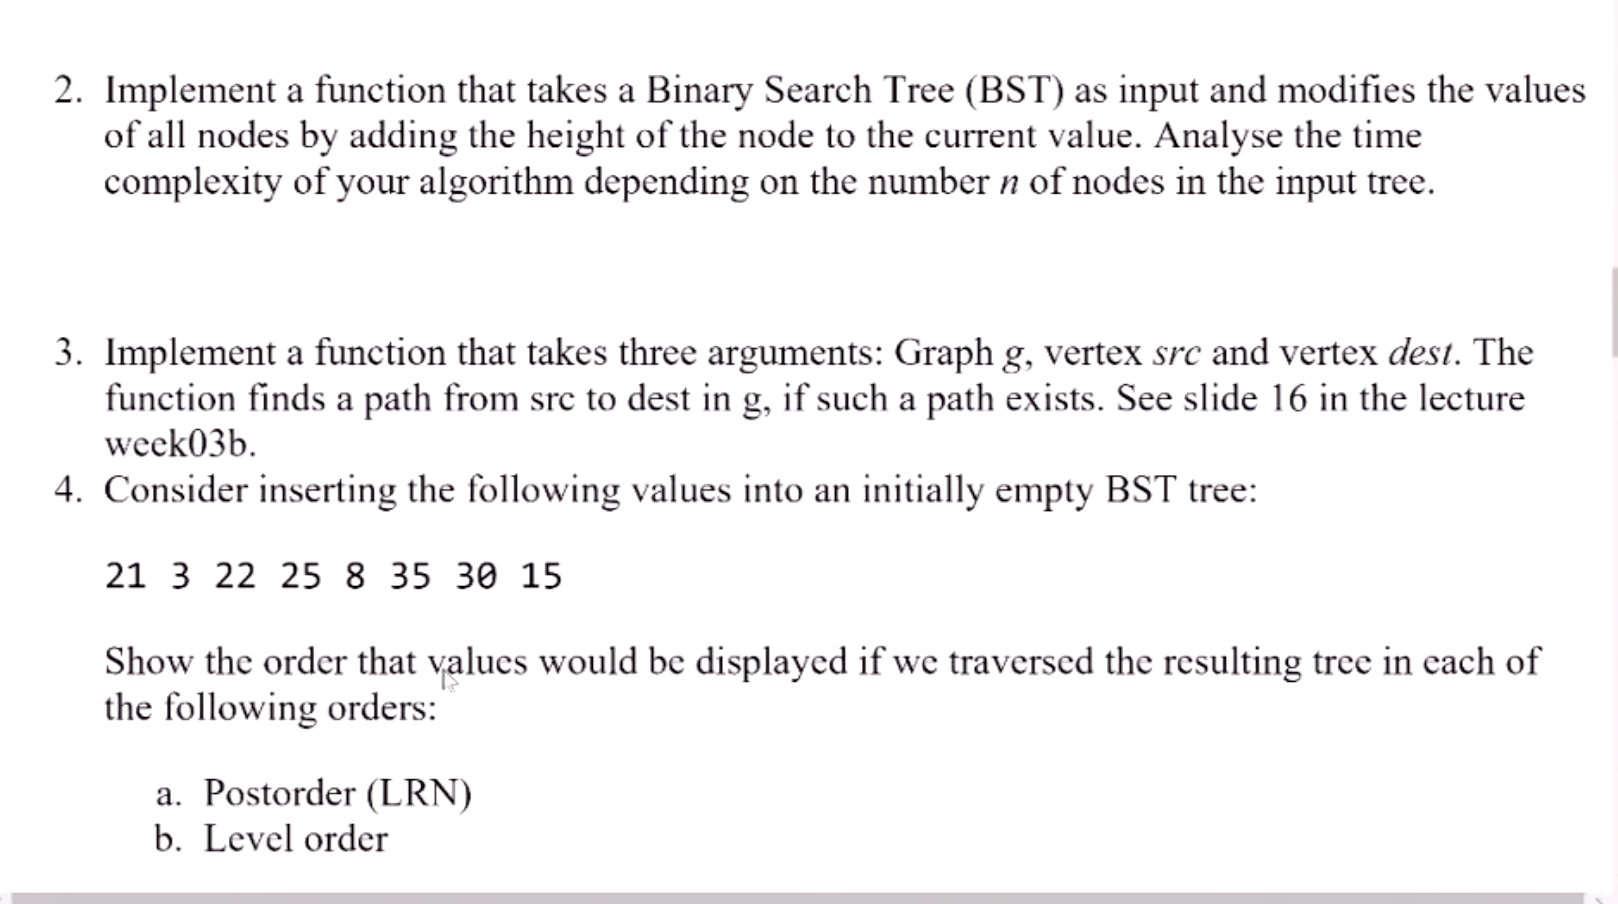 2. Implement a function that takes a Binary Search Tree (BST) as input and modifies the values
of all nodes by adding the height of the node to the current value. Analyse the time
complexity of your algorithm depending on the number n of nodes in the input tree.
3. Implement a function that takes three arguments: Graph g, vertex src and vertex dest. The
function finds a path from src to dest in g, if such a path exists. See slide 16 in the lecture
week03b.
4. Consider inserting the following values into an initially empty BST tree:
21 3 22 25 8 35 30 15
Show the order that values would be displayed if we traversed the resulting tree in each of
the following orders:
a. Postorder (LRN)
b. Level order